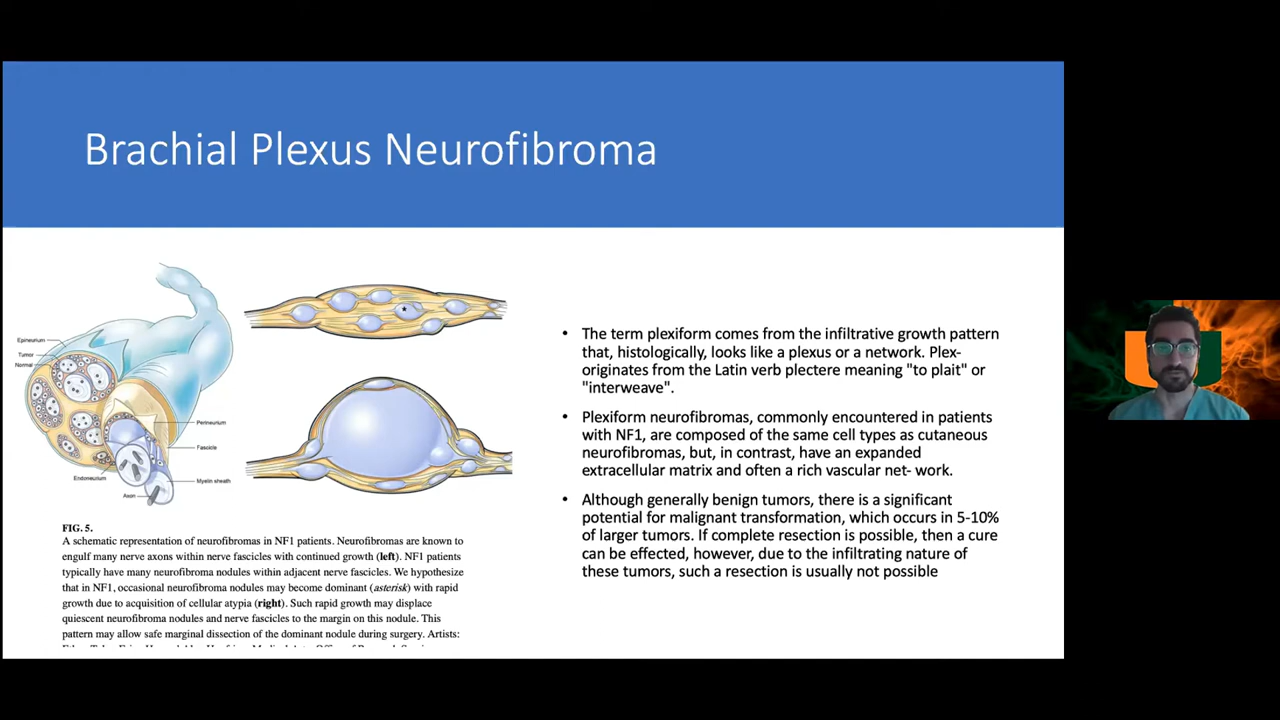 Brachial Plexus Neurofibroma
Epineurium
Tumor
Normal
Perineurium
Fascicle
Endoneurium
Myelin sheath
Axon
*
FIG. 5.
A schematic representation of neurofibromas in NF1 patients. Neurofibromas are known to
engulf many nerve axons within nerve fascicles with continued growth (left). NF1 patients
typically have many neurofibroma nodules within adjacent nerve fascicles. We hypothesize
that in NF1, occasional neurofibroma nodules may become dominant (asterisk) with rapid
growth due to acquisition of cellular atypia (right). Such rapid growth may displace
quiescent neurofibroma nodules and nerve fascicles to the margin on this nodule. This
pattern may allow safe marginal dissection of the dominant nodule during surgery. Artists:
• The term plexiform comes from the infiltrative growth pattern
that, histologically, looks like a plexus or a network. Plex-
originates from the Latin verb plectere meaning "to plait" or
"interweave".
• Plexiform neurofibromas, commonly encountered in patients
with NF1, are composed of the same cell types as cutaneous
neurofibromas, but, in contrast, have an expanded
extracellular matrix and often a rich vascular net- work.
• Although generally benign tumors, there is a significant
potential for malignant transformation, which occurs in 5-10%
of larger tumors. If complete resection is possible, then a cure
can be effected, however, due to the infiltrating nature of
these tumors, such a resection is usually not possible